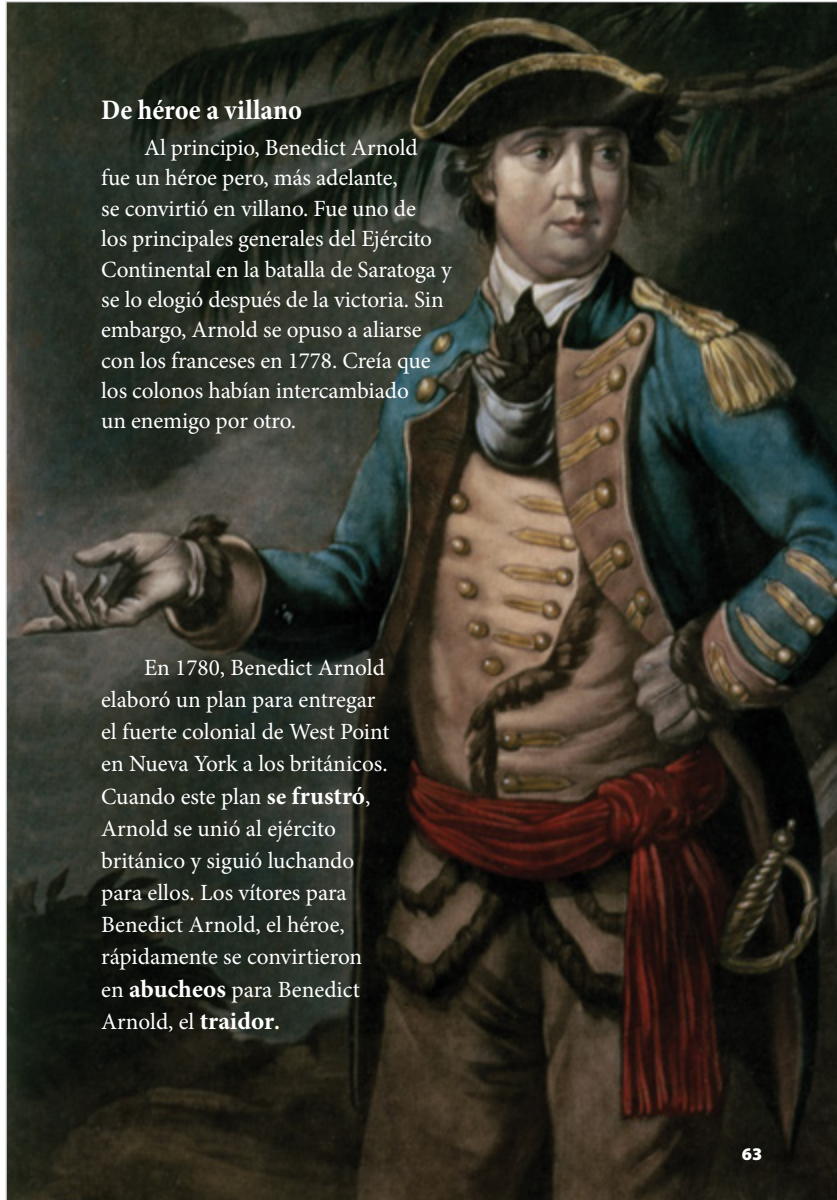 De héroe a villano
Al principio, Benedict Arnold
fue un héroe pero, más adelante,
se convirtió en villano. Fue uno de
los principales generales del Ejército
Continental en la batalla de Saratoga y
se lo elogió después de la victoria. Sin
embargo, Arnold se opuso a aliarse
con los franceses en 1778. Creía que
los colonos habían intercambiado
un enemigo por otro.
En 1780, Benedict Arnold
elaboró un plan para entregar
el fuerte colonial de West Point
en Nueva York a los británicos.
Cuando este plan se frustró,
Arnold se unió al ejército
británico y siguió luchando
para ellos. Los vítores para
Benedict Arnold, el héroe,
rápidamente se convirtieron
en abucheos para Benedict
Arnold, el traidor.
63